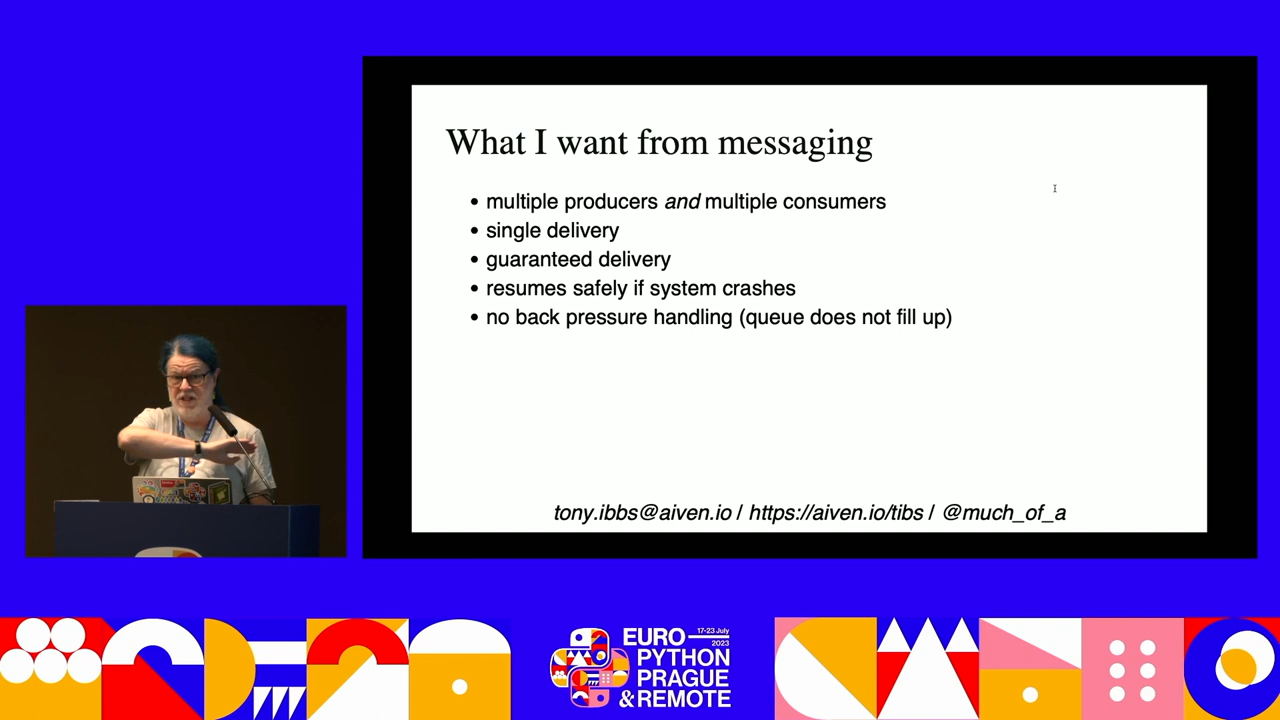 What I want from messaging
• multiple producers and multiple consumers
• single delivery
• guaranteed delivery
• resumes safely if system crashes
• no back pressure handling (queue does not fill up)
tony.ibbs@aiven.io / https://aiven.io/tibs / @much_of_a
EURO 17-23 July
2023
PYTHON
PRAGUE
& REMOTE